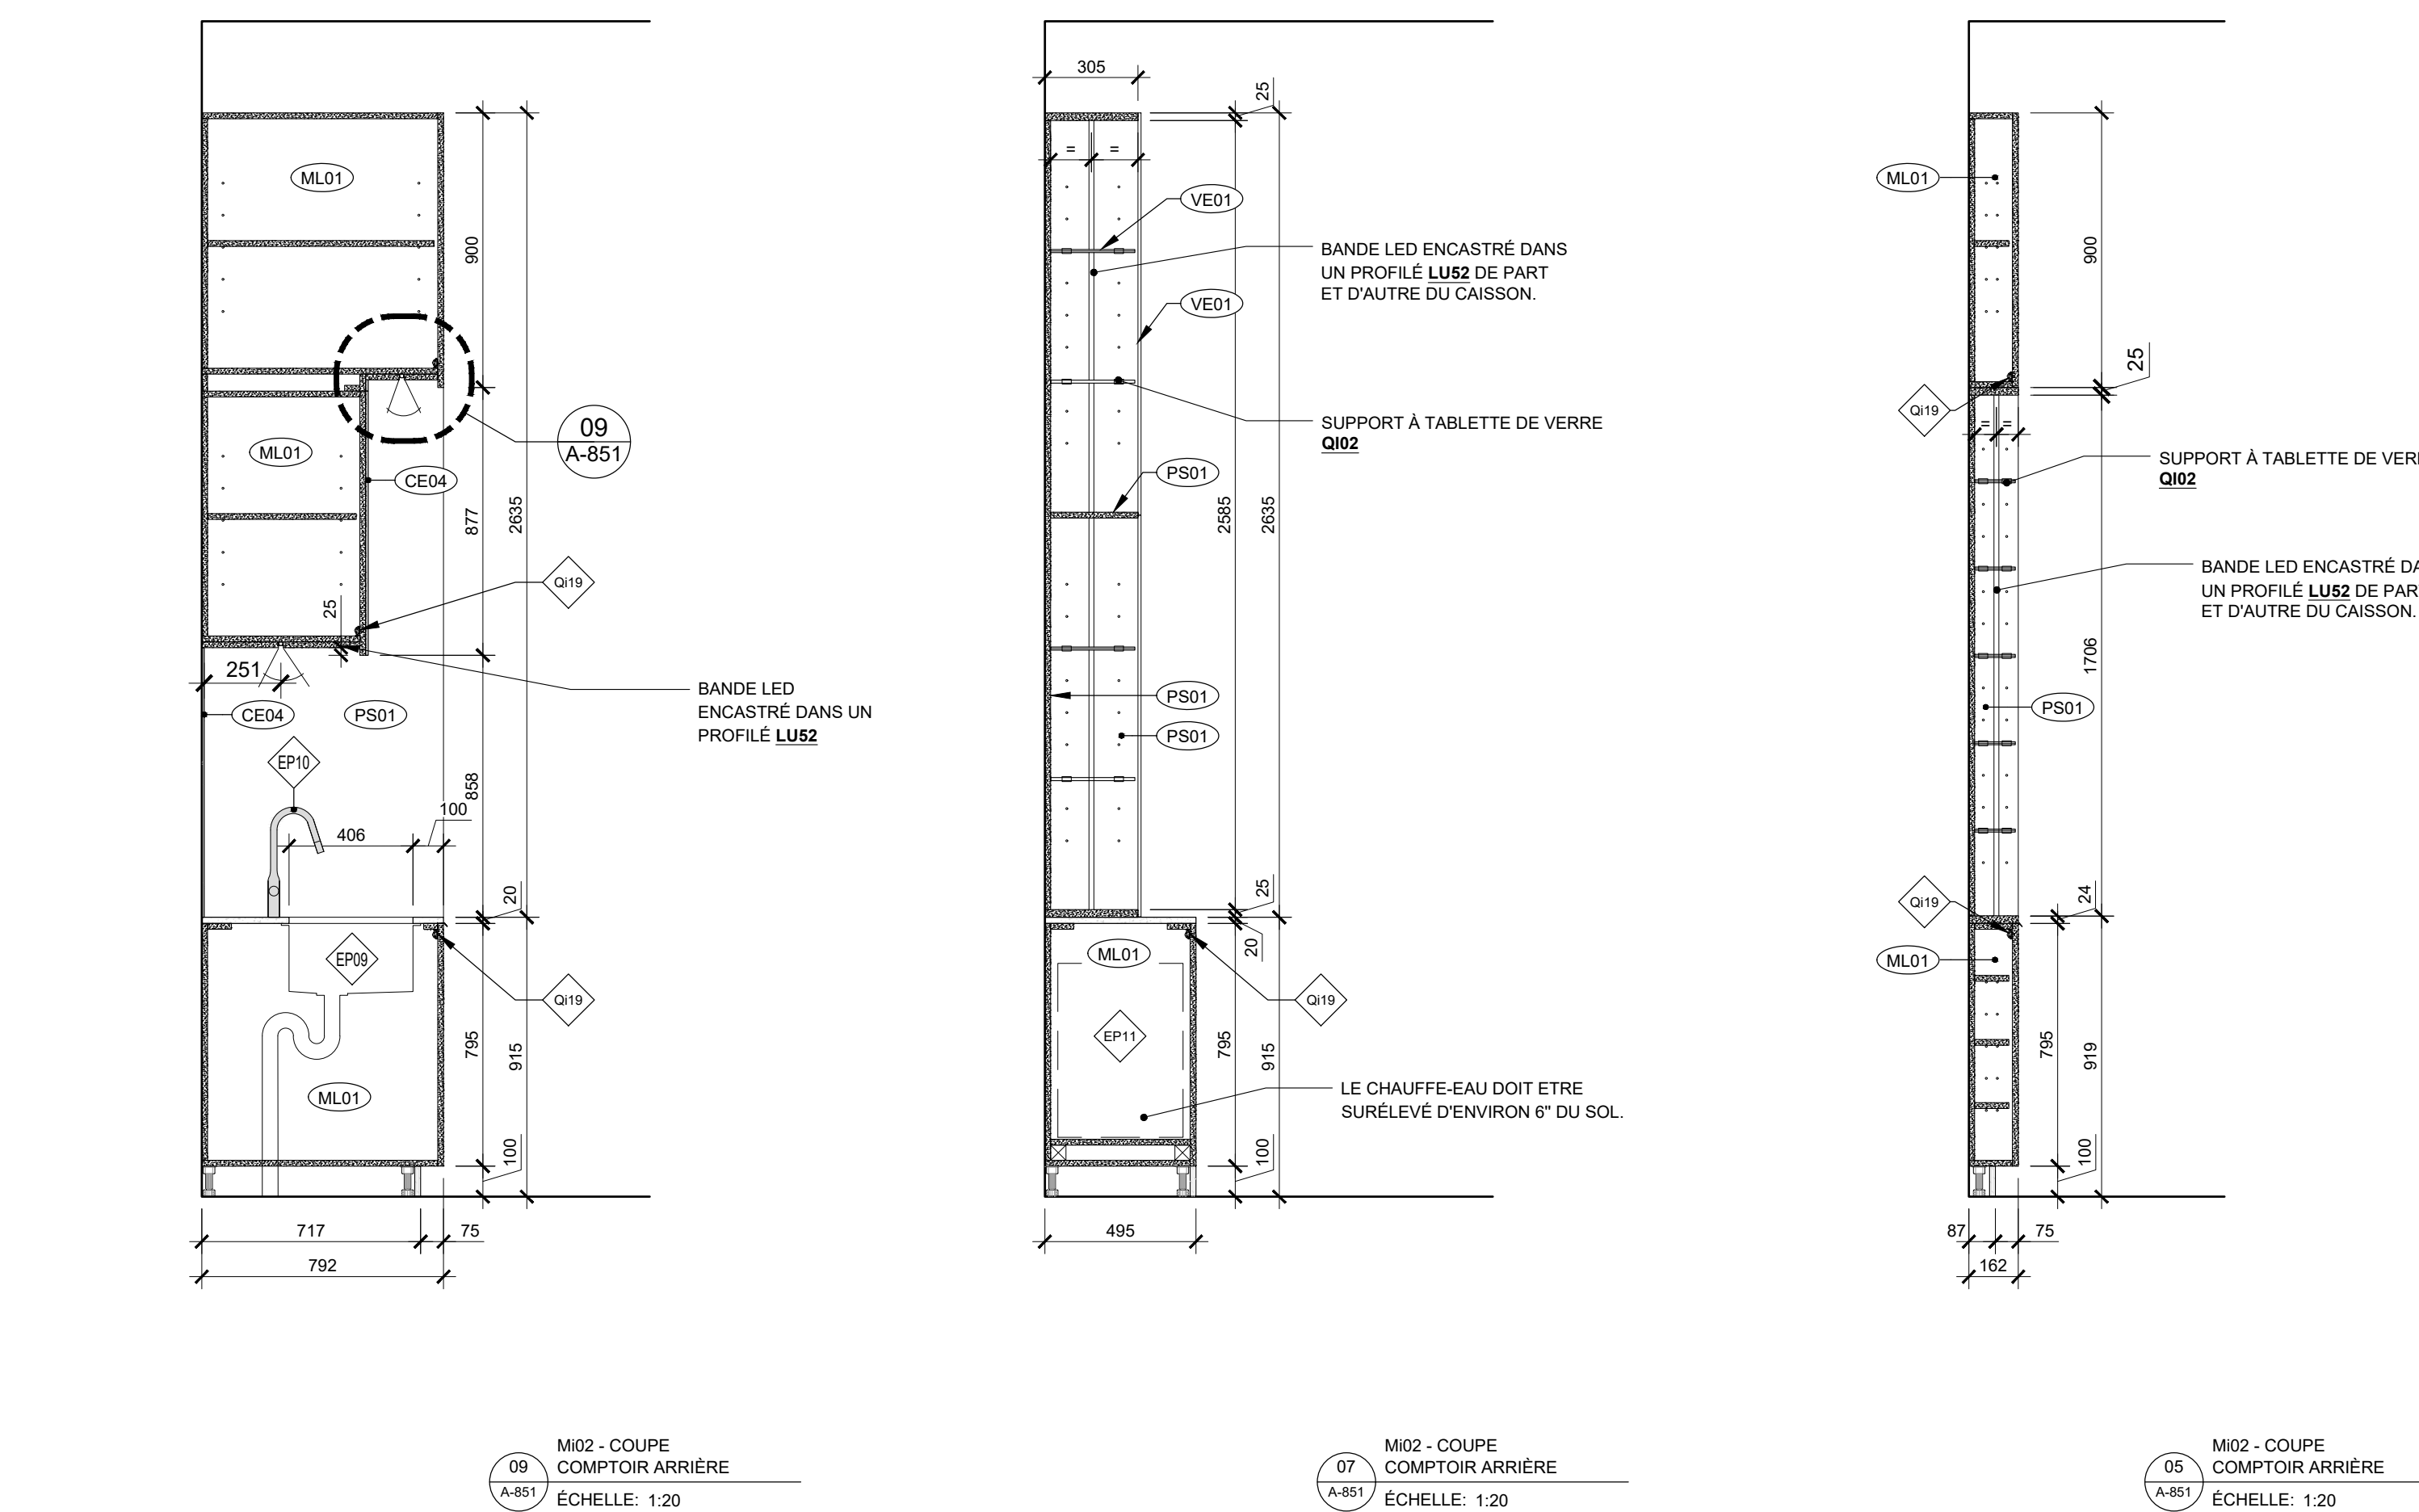 ML01
900
2635
ML01
09
A-851
CE04
877
Qi19
25
251
BANDE LED
ENCASTRÉ DANS UN
PROFILÉ LU52
CE04
PS01
EP10
858
100
406
20
EP09
Qi19
795
915
ML01
100
717
75
792
Mi02 - COUPE
09
COMPTOIR ARRIÈRE
A-851
ÉCHELLE: 1:20
305
25
= =
VE01
BANDE LED ENCASTRÉ DANS
UN PROFILÉ LU52 DE PART
ET D'AUTRE DU CAISSON.
VE01
SUPPORT À TABLETTE DE VERRE
QI02
PS01
2585
2635
PS01
PS01
25
20
ML01
Qi19
EP11
795
915
LE CHAUFFE-EAU DOIT ETRE
SURÉLEVÉ D'ENVIRON 6" DU SOL.
100
495
Mi02 - COUPE
07
COMPTOIR ARRIÈRE
A-851
ÉCHELLE: 1:20
ML01
900
25
Qi19
= =
SUPPORT À TABLETTE DE
QI02
BANDE LED ENCASTRÉ
UN PROFILÉ LU52 DE
ET D'AUTRE DU CAISSON.
1706
PS01
24
Qi19
ML01
795
919
100
87
75
162
Mi02 - COUPE
05
COMPTOIR ARRIÈRE
A-851
ÉCHELLE: 1:20